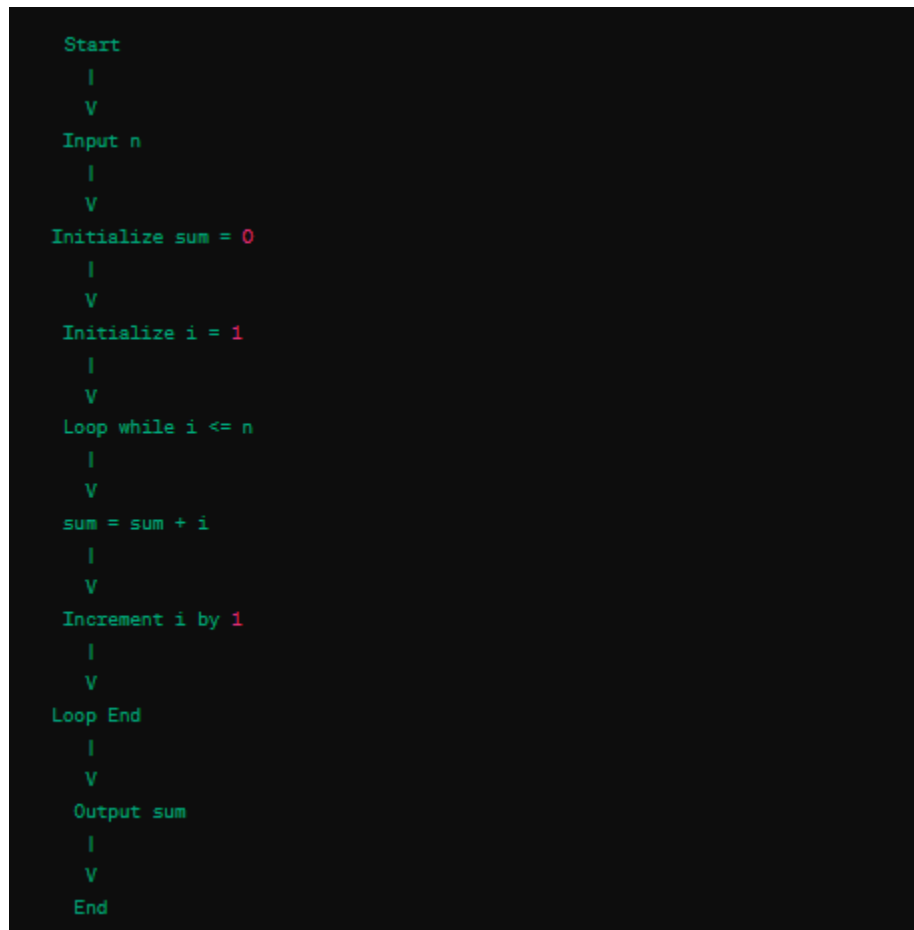 Start
|
V
Input n
|
V
Initialize sum = 0
|
V
Initialize i = 1
|
V
Loop while i <= n
|
V
sum = sum + i
|
V
Increment i by 1
|
V
Loop End
|
V
Output sum
|
V
End